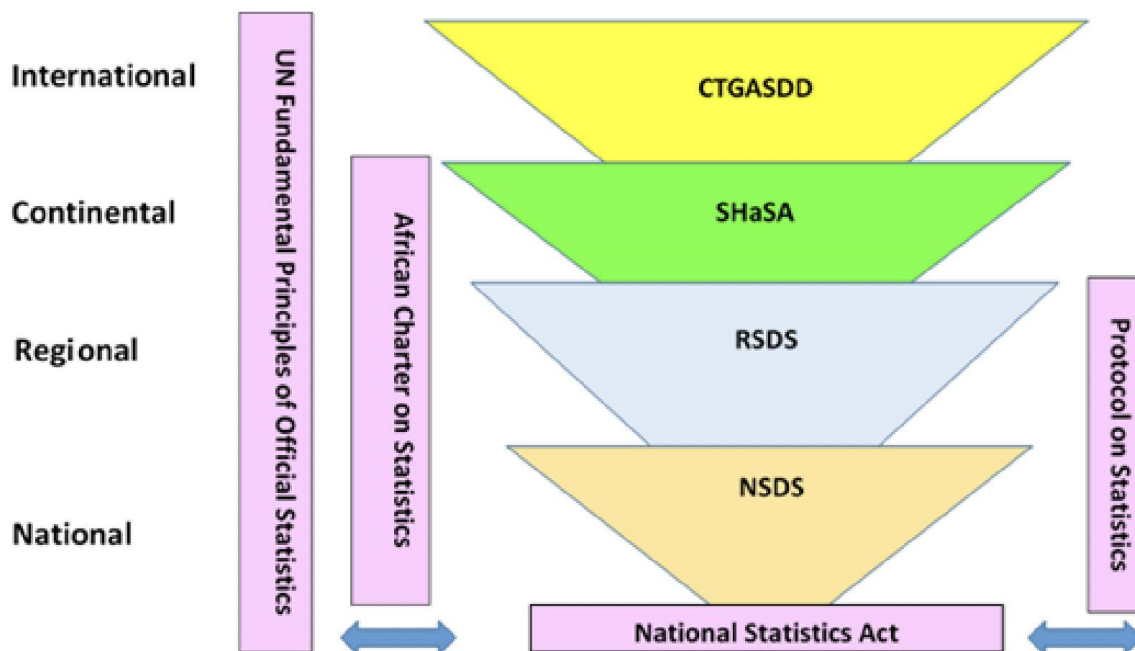 International
Continental
Regional
National
UN Fundamental Principles of Official Statistics
African Charter on Statistics
CTGASDD
SHaSA
RSDS
NSDS
National Statistics Act
Protocol on Statistics